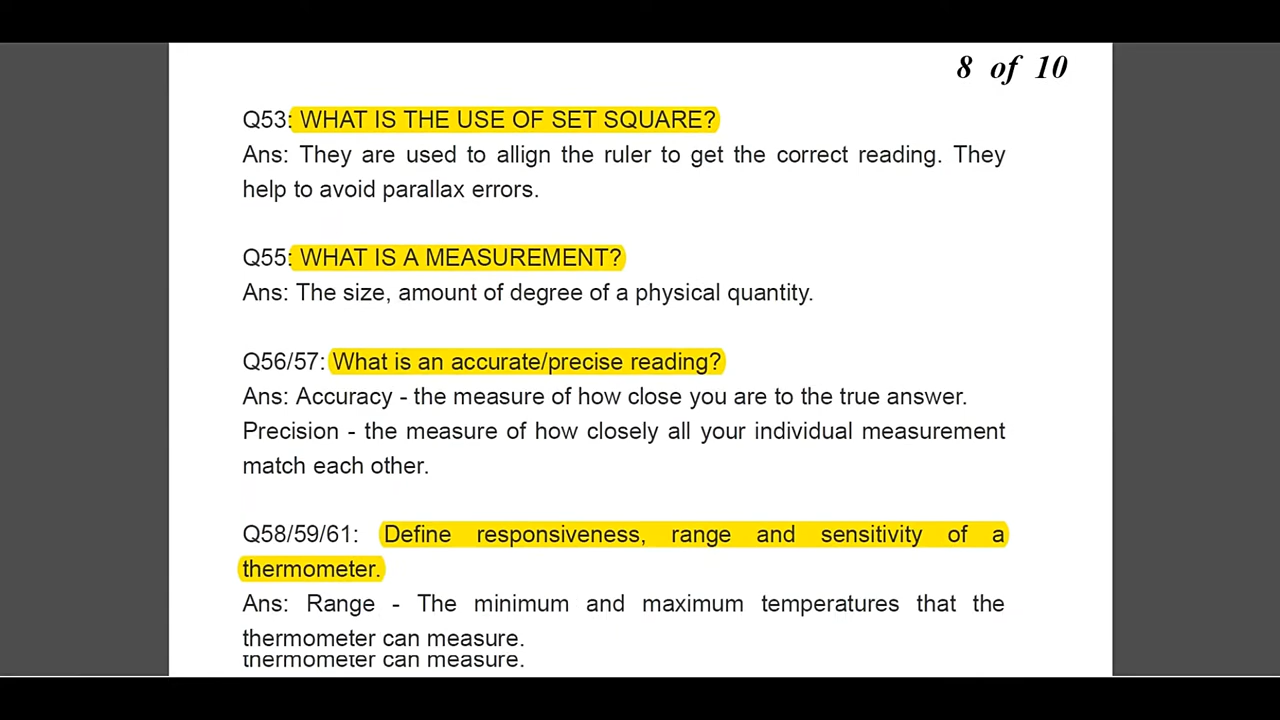 8 of 10
Q53: WHAT IS THE USE OF SET SQUARE?
Ans: They are used to allign the ruler to get the correct reading. They
help to avoid parallax errors.
Q55: WHAT IS A MEASUREMENT?
Ans: The size, amount of degree of a physical quantity.
Q56/57: What is an accurate/precise reading?
Ans: Accuracy - the measure of how close you are to the true answer.
Precision - the measure of how closely all your individual measurement
match each other.
Q58/59/61: Define responsiveness, range and sensitivity of a
thermometer.
Ans: Range - The minimum and maximum temperatures that the
thermometer can measure.
thermometer can measure.